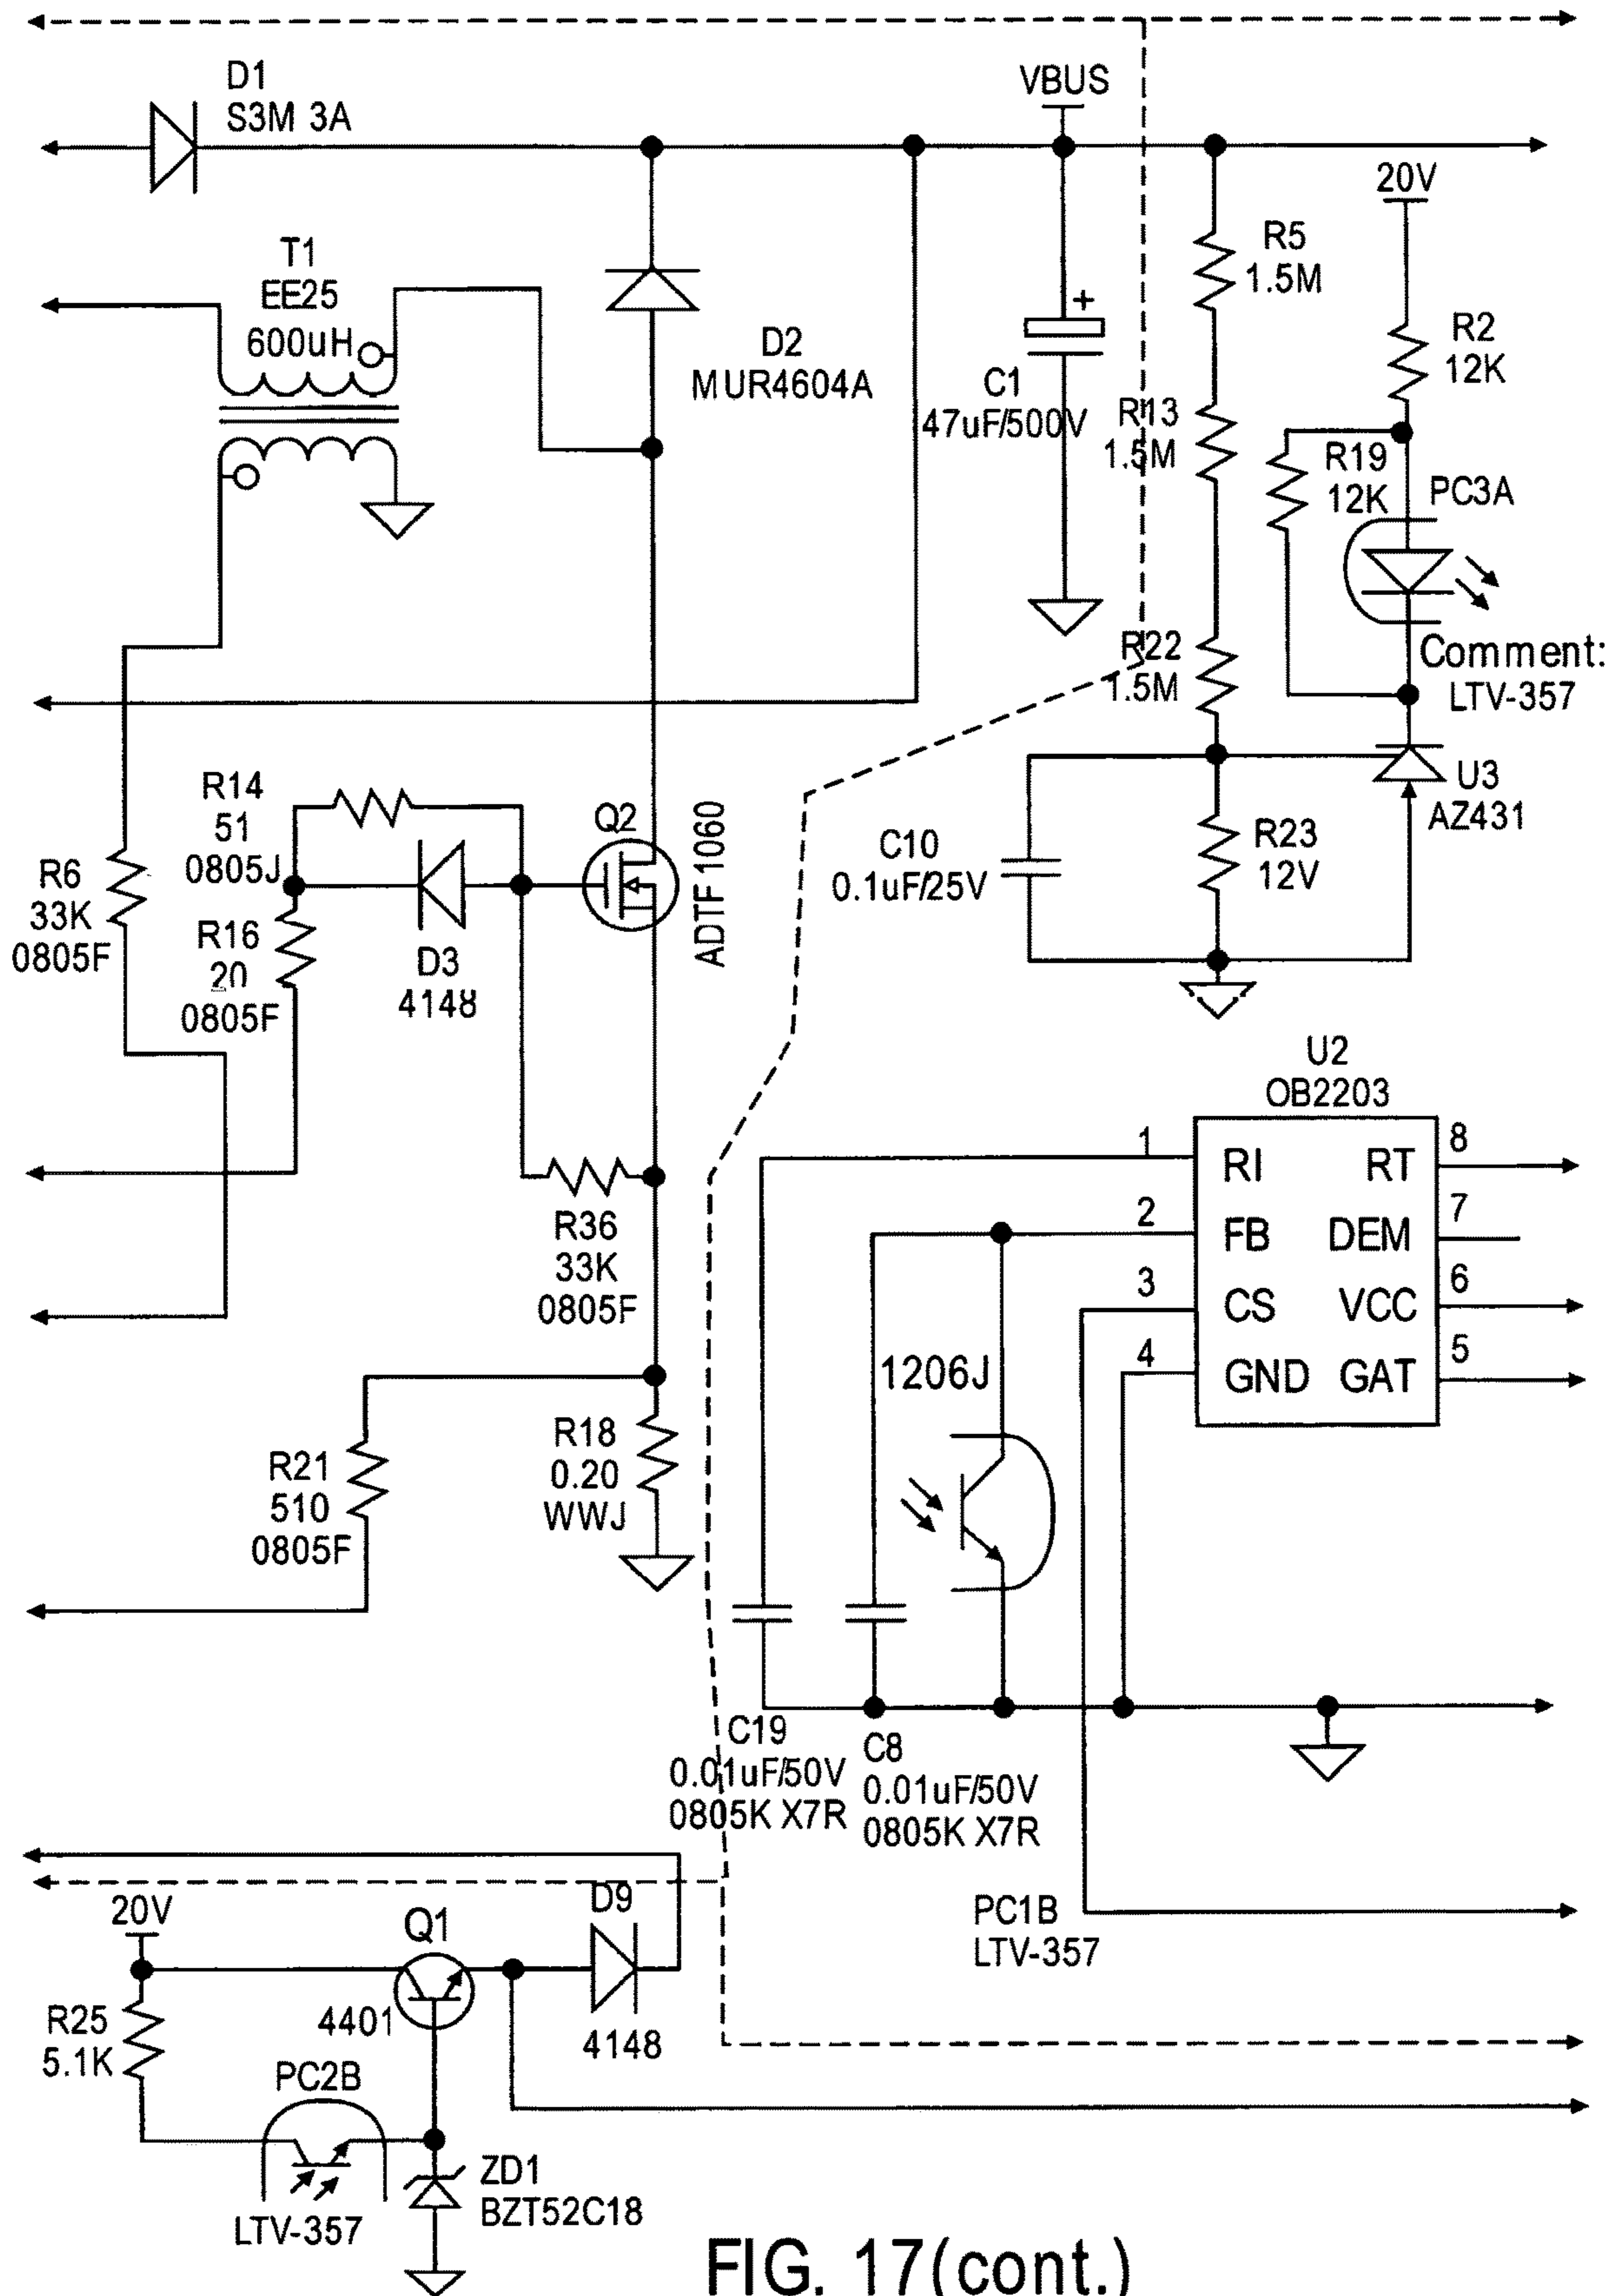 D1
S3M 3A
VBUS
20V
T1
EE25
600uH
R5
1.5M
D2
MUR4604A
C1
47uF/500V
R13
1.5M
R2
12K
R19
12K
PC3A
R22
1.5M
Comment:
LTV-357
R14
51
0805J
Q2
ADTF 1060
C10
0.1uF/25V
R23
12V
U3
AZ431
R6
33K
0805F
R16
20
0805F
D3
4148
U2
OB2203
1
2
3
4
RI
FB
CS
GND
RT
DEM
VCC
GAT
8
7
6
5
R36
33K
0805F
1206J
R21
510
0805F
R18
0.20
WWJ
C19
0.01uF/50V
0805K X7R
C8
0.01uF/50V
0805K X7R
20V
Q1
D9
PC1B
LTV-357
R25
5.1K
4401
4148
PC2B
LTV-357
ZD1
BZT52C18
FIG. 17(cont.)